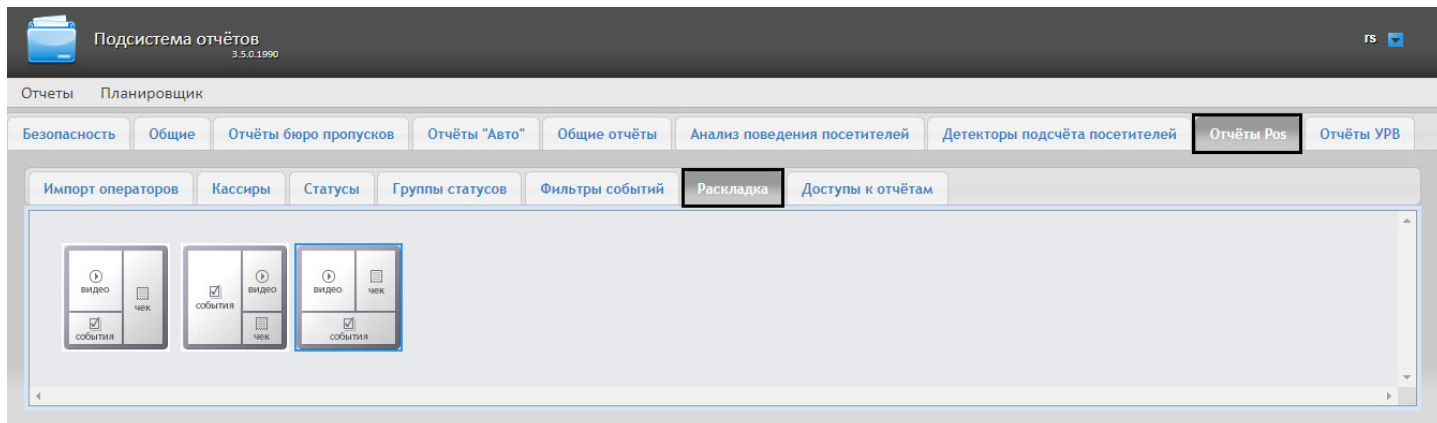 Подсистема отчётов
3.5.0.1990
rs
Отчеты Планировщик
Безопасность Общие Отчёты бюро пропусков Отчёты "Авто" Общие отчёты Анализ поведения посетителей Детекторы подсчёта посетителей Отчёты Pos Отчёты УРВ
Импорт операторов Кассиры Статусы Группы статусов Фильтры событий Раскладка Доступы к отчётам
видео чек события
события видео чек
видео чек события